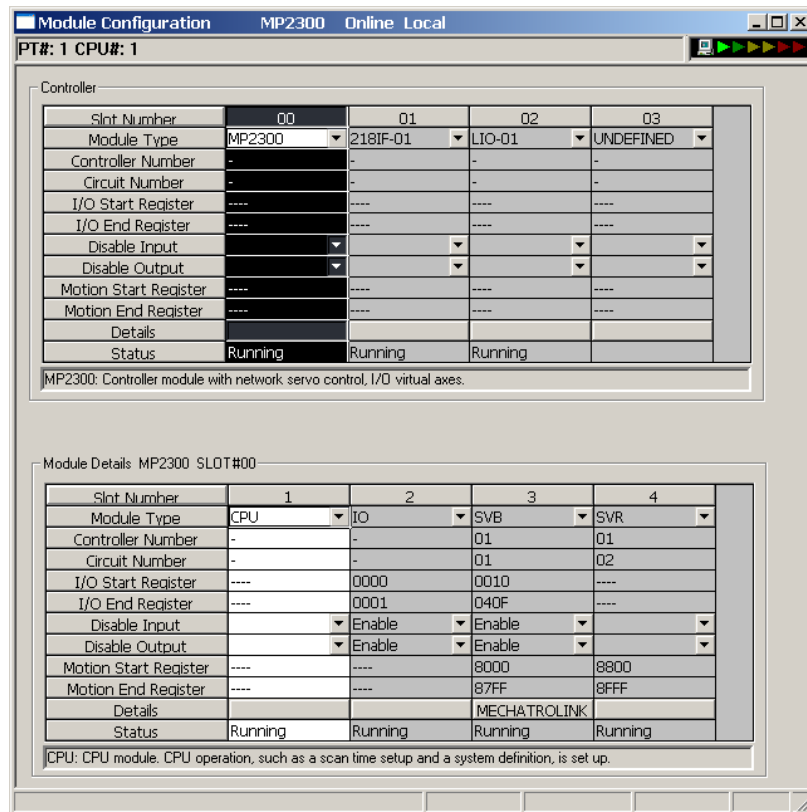 Module Configuration MP2300 Online Local
PT#: 1 CPU#: 1
Controller
Slot Number 00 01 02 03
Module Type MP2300 218IF-01 LIO-01 UNDEFINED
Controller Number - - - -
Circuit Number - - - -
I/O Start Register ---- ---- ---- ----
I/O End Register ---- ---- ---- ----
Disable Input
Disable Output
Motion Start Register ---- ---- ---- ----
Motion End Register ---- ---- ---- ----
Details
Status Running Running Running
MP2300: Controller module with network servo control, I/O virtual axes.
Module Details MP2300 SLOT#00
Slot Number 1 2 3 4
Module Type CPU IO SVB SVR
Controller Number - - 01 01
Circuit Number - - 01 02
I/O Start Register ---- 0000 0010 ----
I/O End Register ---- 0001 040F ----
Disable Input Enable Enable
Disable Output Enable Enable
Motion Start Register ---- ---- 8000 8800
Motion End Register ---- ---- 87FF 8FFF
Details MECHATROLINK
Status Running Running Running Running
CPU: CPU module. CPU operation, such as a scan time setup and a system definition, is set up.